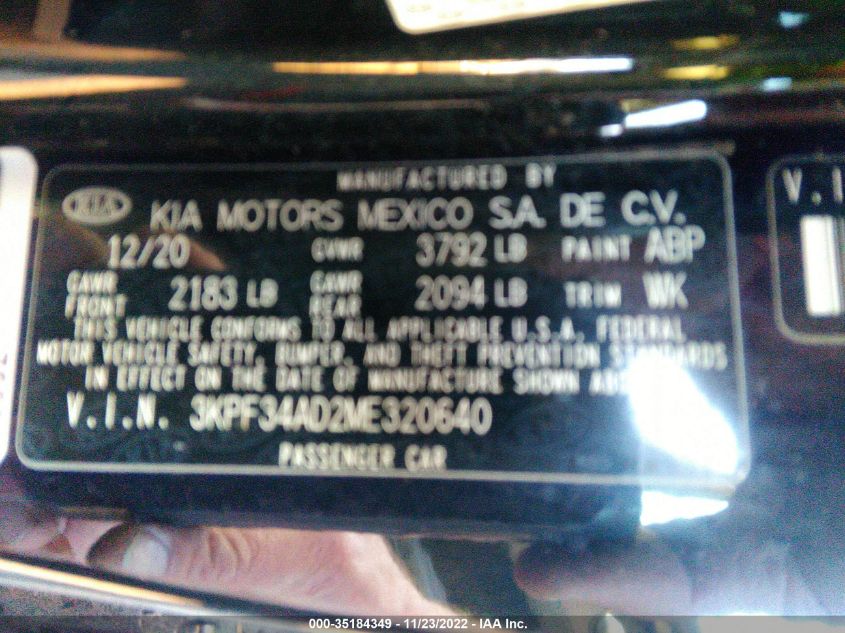 MANUFACTURED BY
KIA KIA MOTORS MEXICO S.A. DE C.V.
12/20 GVWR 3792 LB PAINT ABP
GAWR FRONT 2183 LB GAWR REAR 2094 LB TRIM WK
THIS VEHICLE CONFORMS TO ALL APPLICABLE U.S.A. FEDERAL
MOTOR VEHICLE SAFETY, BUMPER, AND THEFT PREVENTION STANDARDS
IN EFFECT ON THE DATE OF MANUFACTURE SHOWN
V.I.N. 3KPF34AD2ME320640
PASSENGER CAR
V.I
000-35184349 - 11/23/2022 - IAA Inc.